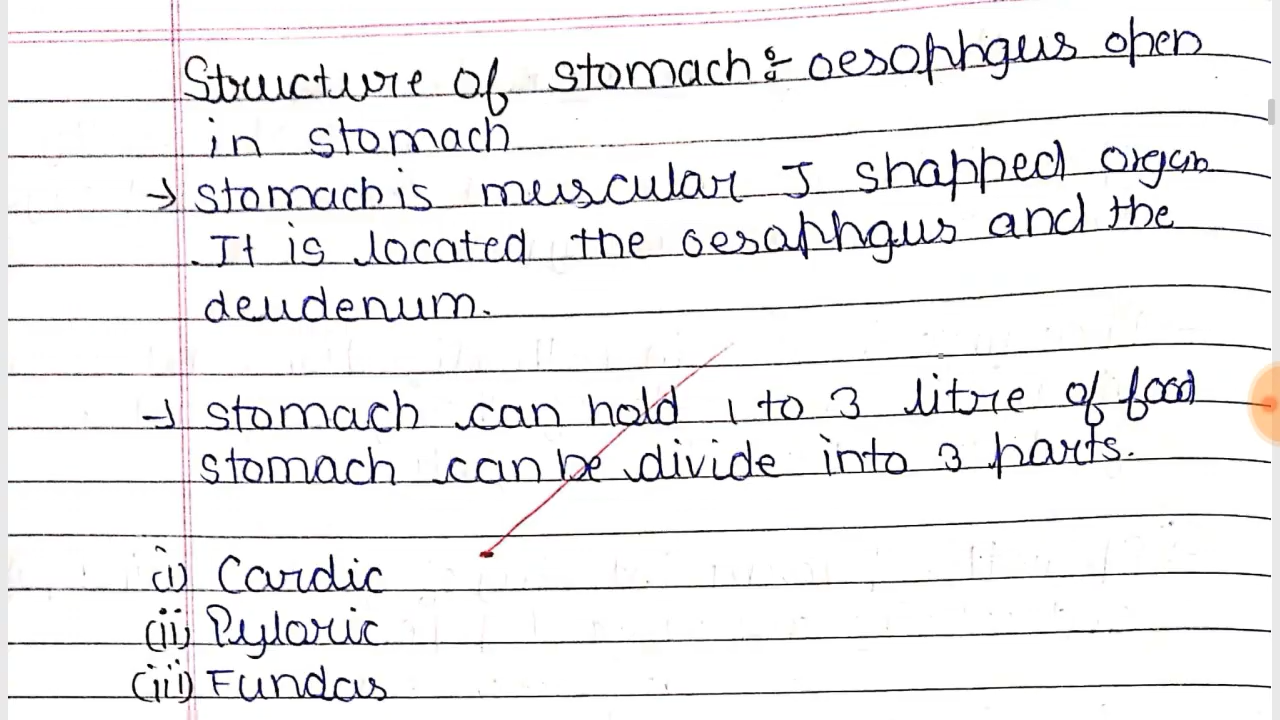 Structure of stomach :- oesophgus open
in stomach
→ stomach is muscular J shapped organ
. It is located the oesophgus and the
deudenum.
→ stomach can hold 1 to 3 litre of food
stomach can be divide into 3 parts.
(i) Cardic
(ii) Pyloric
(iii) Fundas